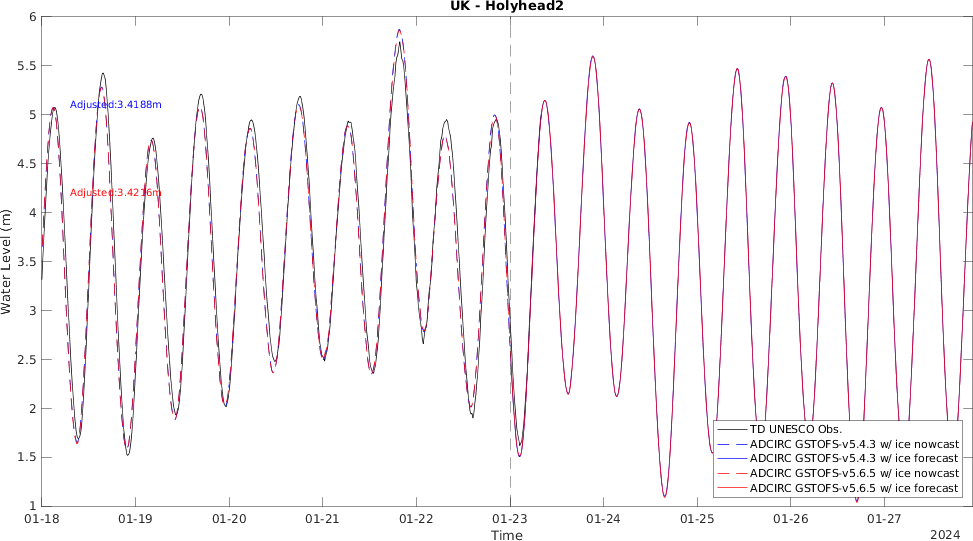 UK - Holyhead2
6
5.5
5
4.5
4
3.5
3
2.5
2
1.5
1
Water Level (m)
Adjusted:3.4188m
Adjusted:3.4216m
TD UNESCO Obs.
ADCIRC GSTOFS-v5.4.3 w/ ice nowcast
ADCIRC GSTOFS-v5.4.3 w/ ice forecast
ADCIRC GSTOFS-v5.6.5 w/ ice nowcast
ADCIRC GSTOFS-v5.6.5 w/ ice forecast
01-18 01-19 01-20 01-21 01-22 01-23 01-24 01-25 01-26 01-27
Time
2024